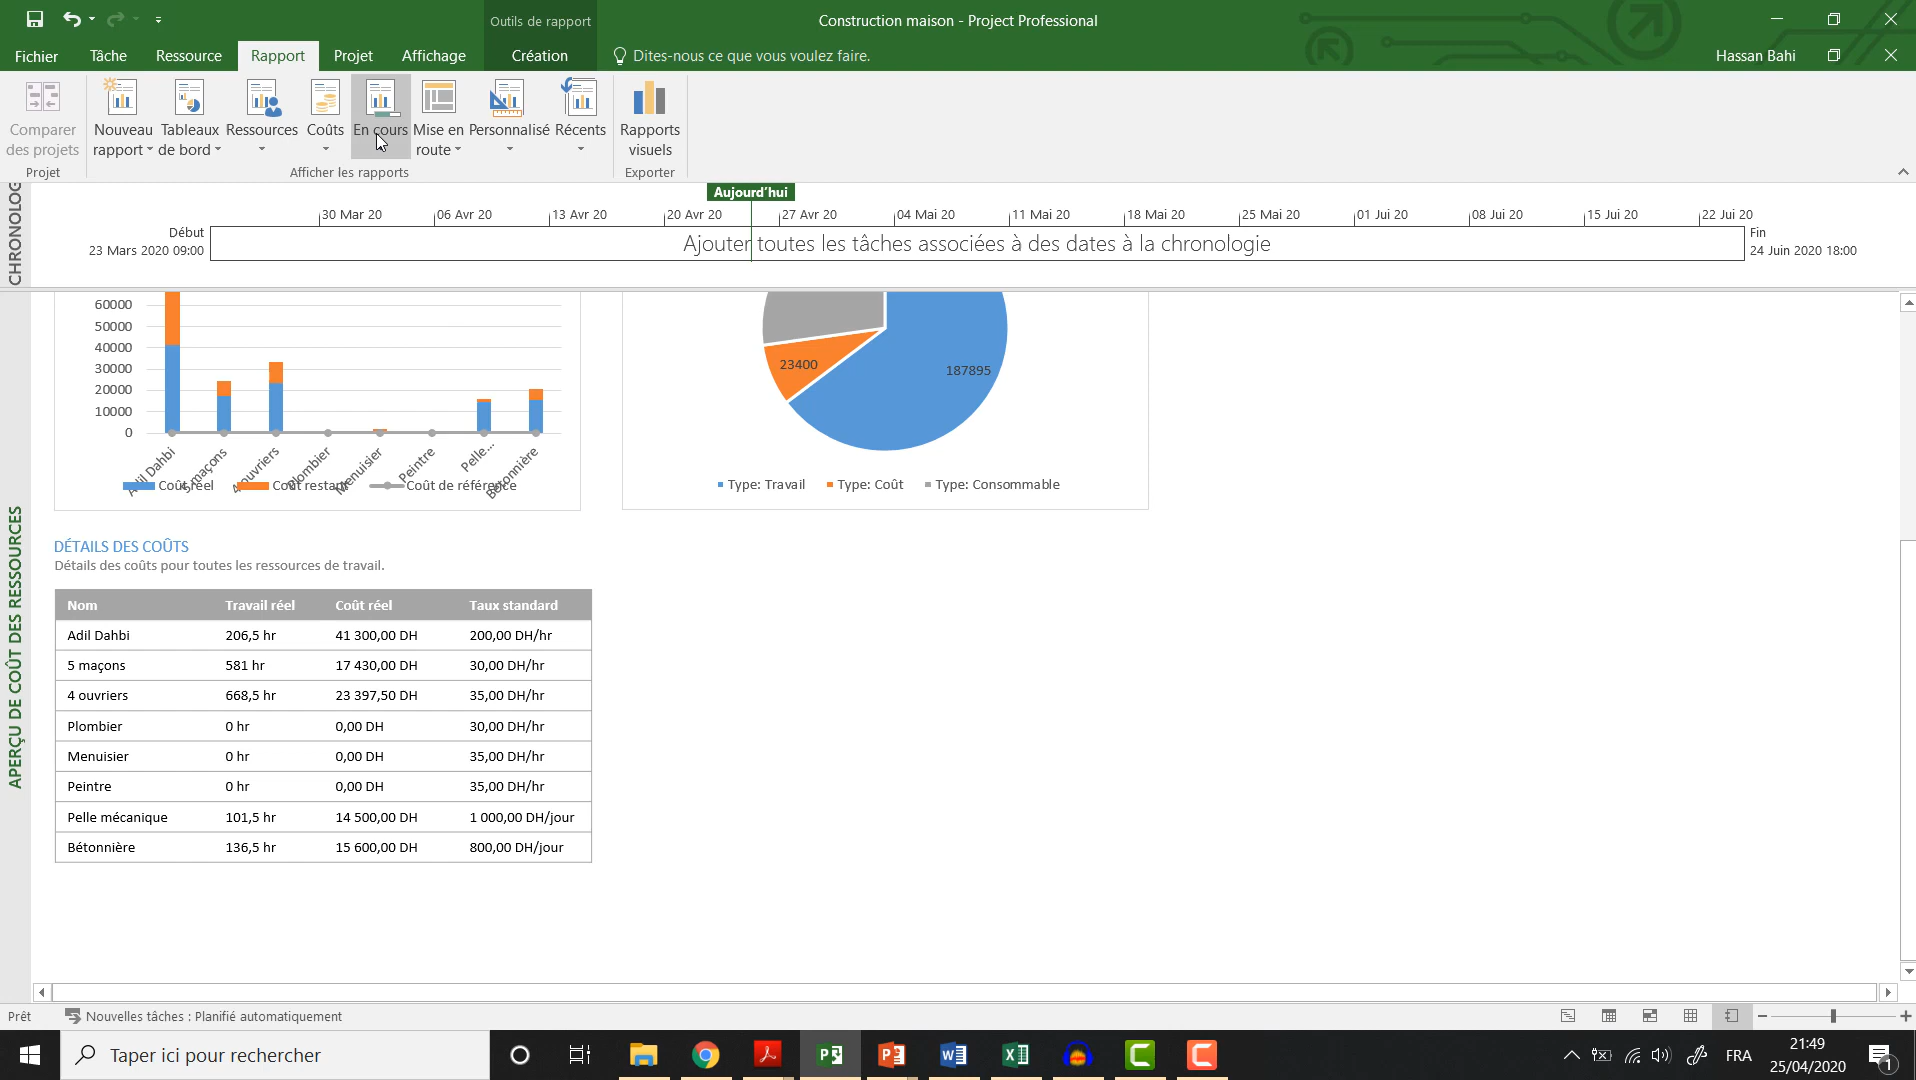 Outils de rapport
Construction maison - Project Professional
Fichier
Tâche
Ressource
Rapport
Projet
Affichage
Création
Dites-nous ce que vous voulez faire.
Hassan Bahi
Comparer
des projets
Nouveau
rapport
Tableaux
de bord
Ressources
Coûts
En cours
Mise en
route
Personnalisé
Récents
Rapports
visuels
Projet
Afficher les rapports
Exporter
CHRONOLOG
Aujourd'hui
30 Mar 20
06 Avr 20
13 Avr 20
20 Avr 20
27 Avr 20
04 Mai 20
11 Mai 20
18 Mai 20
25 Mai 20
01 Jui 20
08 Jui 20
15 Jui 20
22 Jui 20
Début
23 Mars 2020 09:00
Ajouter toutes les tâches associées à des dates à la chronologie
Fin
24 Juin 2020 18:00
APERÇU DE COÛT DES RESSOURCES
60000
50000
40000
30000
20000
10000
0
Adil Dahbi
5 maçons
4 ouvriers
Plombier
Menuisier
Peintre
Pelle...
Bétonnière
Coût réel
Coût restant
Coût de référence
23400
187895
Type: Travail
Type: Coût
Type: Consommable
DÉTAILS DES COÛTS
Détails des coûts pour toutes les ressources de travail.
Nom Travail réel Coût réel Taux standard
Adil Dahbi 206,5 hr 41 300,00 DH 200,00 DH/hr
5 maçons 581 hr 17 430,00 DH 30,00 DH/hr
4 ouvriers 668,5 hr 23 397,50 DH 35,00 DH/hr
Plombier 0 hr 0,00 DH 30,00 DH/hr
Menuisier 0 hr 0,00 DH 35,00 DH/hr
Peintre 0 hr 0,00 DH 35,00 DH/hr
Pelle mécanique 101,5 hr 14 500,00 DH 1 000,00 DH/jour
Bétonnière 136,5 hr 15 600,00 DH 800,00 DH/jour
Prêt
Nouvelles tâches : Planifié automatiquement
Taper ici pour rechercher
FRA
21:49
25/04/2020
1